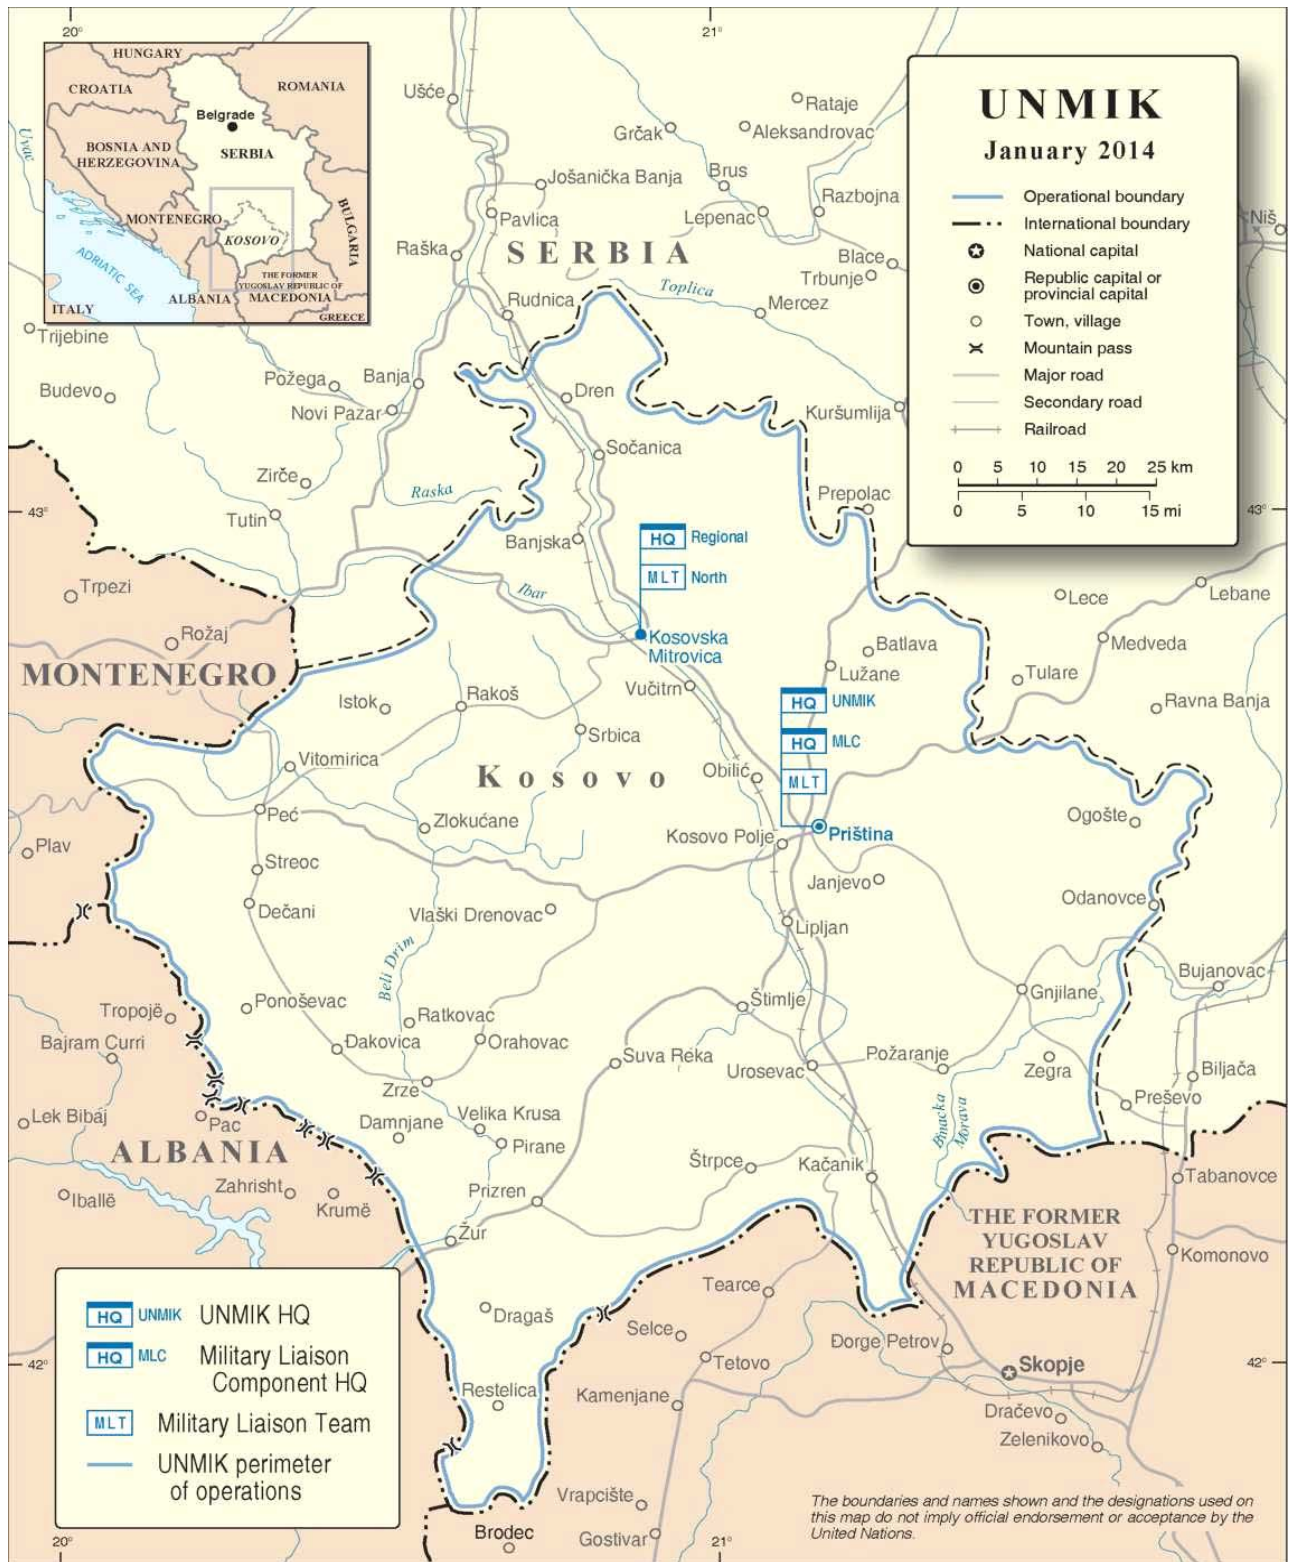 20°
21°
HUNGARY
CROATIA
ROMANIA
Belgrade
BOSNIA AND
HERZEGOVINA
SERBIA
MONTENEGRO
BULGARIA
KOSOVO
ADRIATIC SEA
THE FORMER
YUGOSLAV REPUBLIC OF
MACEDONIA
ALBANIA
ITALY
GREECE
Uvac
UNMIK
January 2014
Operational boundary
International boundary
National capital
Republic capital or
provincial capital
Town, village
Mountain pass
Major road
Secondary road
Railroad
0 5 10 15 20 25 km
0 5 10 15 mi
Ušće
Rataje
Grčak
Aleksandrovac
Jošanička Banja
Brus
Razbojna
Pavlica
Lepenac
Niš
Raška
SERBIA
Blace
Trbunje
Toplica
Rudnica
Mercez
Trijebine
Požega
Banja
Budevo
Dren
Novi Pazar
Kuršumlija
Sočanica
Zirče
Raska
Prepolac
43°
43°
Tutin
Banjska
HQ Regional
MLT North
Trpezi
Ibar
Lece
Lebane
Rožaj
Kosovska
Mitrovica
Batlava
Medveda
MONTENEGRO
Lužane
Tulare
Vučitrn
Istok
Rakoš
HQ UNMIK
Ravna Banja
Srbica
HQ MLC
Vitomirica
Kosovo
Obilić
MLT
Peć
Zlokućane
Ogošte
Priština
Kosovo Polje
Plav
Streoc
Janjevo
Dečani
Vlaški Drenovac
Odanovce
Lipljan
Beli Drim
Bujanovac
Ponoševac
Štimlje
Gnjilane
Tropojë
Ratkovac
Bajram Curri
Đakovica
Orahovac
Suva Reka
Požaranje
Urosevac
Zegra
Biljača
Zrze
Preševo
Lek Bibaj
Pac
Damnjane
Velika Krusa
Binacka
Morava
Pirane
ALBANIA
Štrpce
Kačanik
Tabanovce
Iballë
Zahrisht
Krumë
Prizren
THE FORMER
YUGOSLAV
REPUBLIC OF
MACEDONIA
Žur
Komonovo
Tearce
Dragaš
Selce
Đorge Petrov
Tetovo
Skopje
42°
42°
Restelica
Kamenjane
Dračevo
Zelenikovo
Vrapcište
Brodec
Gostivar
HQ UNMIK UNMIK HQ
HQ MLC Military Liaison
Component HQ
MLT Military Liaison Team
UNMIK perimeter
of operations
The boundaries and names shown and the designations used on
this map do not imply official endorsement or acceptance by the
United Nations.
20°
21°